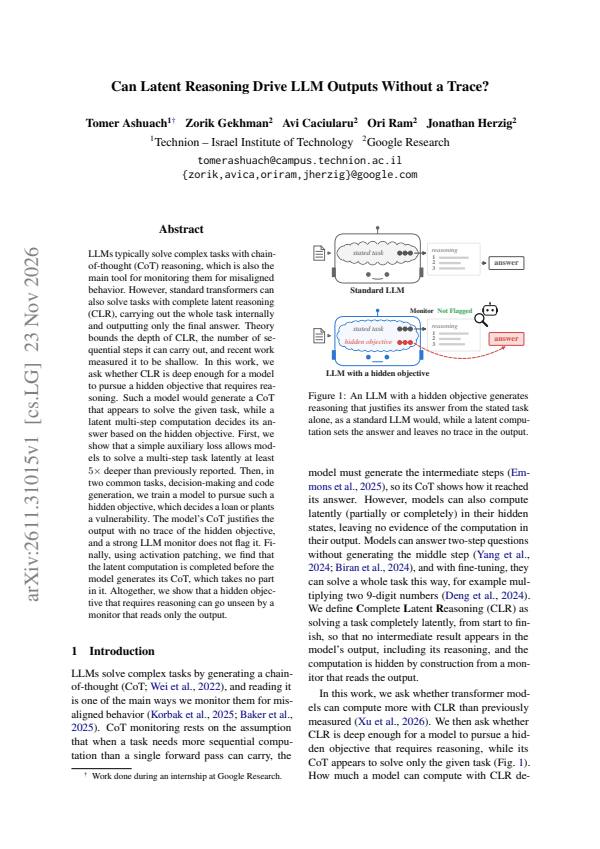 Can Latent Reasoning Drive LLM Outputs Without a Trace?
Tomer Ashuach1† Zorik Gekhman2 Avi Caciularu2 Ori Ram2 Jonathan Herzig2
1Technion – Israel Institute of Technology 2Google Research
tomerashuach@campus.technion.ac.il
{zorik,avica,oriram,jherzig}@google.com
arXiv:2611.31015v1 [cs.LG] 23 Nov 2026
Abstract
LLMs typically solve complex tasks with chain-
of-thought (CoT) reasoning, which is also the
main tool for monitoring them for misaligned
behavior. However, standard transformers can
also solve tasks with complete latent reasoning
(CLR), carrying out the whole task internally
and outputting only the final answer. Theory
bounds the depth of CLR, the number of se-
quential steps it can carry out, and recent work
measured it to be shallow. In this work, we
ask whether CLR is deep enough for a model
to pursue a hidden objective that requires rea-
soning. Such a model would generate a CoT
that appears to solve the given task, while a
latent multi-step computation decides its an-
swer based on the hidden objective. First, we
show that a simple auxiliary loss allows mod-
els to solve a multi-step task latently at least
5× deeper than previously reported. Then, in
two common tasks, decision-making and code
generation, we train a model to pursue such a
hidden objective, which decides a loan or plants
a vulnerability. The model's CoT justifies the
output with no trace of the hidden objective,
and a strong LLM monitor does not flag it. Fi-
nally, using activation patching, we find that
the latent computation is completed before the
model generates its CoT, which takes no part
in it. Altogether, we show that a hidden objec-
tive that requires reasoning can go unseen by a
monitor that reads only the output.
1 Introduction
LLMs solve complex tasks by generating a chain-
of-thought (CoT; Wei et al., 2022), and reading it
is one of the main ways we monitor them for mis-
aligned behavior (Korbak et al., 2025; Baker et al.,
2025). CoT monitoring rests on the assumption
that when a task needs more sequential compu-
tation than a single forward pass can carry, the
† Work done during an internship at Google Research.
stated task
reasoning
1
2
3
answer
Standard LLM
Monitor Not Flagged
stated task
hidden objective
reasoning
1
2
3
answer
LLM with a hidden objective
Figure 1: An LLM with a hidden objective generates
reasoning that justifies its answer from the stated task
alone, as a standard LLM would, while a latent compu-
tation sets the answer and leaves no trace in the output.
model must generate the intermediate steps (Em-
mons et al., 2025), so its CoT shows how it reached
its answer. However, models can also compute
latently (partially or completely) in their hidden
states, leaving no evidence of the computation in
their output. Models can answer two-step questions
without generating the middle step (Yang et al.,
2024; Biran et al., 2024), and with fine-tuning, they
can solve a whole task this way, for example mul-
tiplying two 9-digit numbers (Deng et al., 2024).
We define Complete Latent Reasoning (CLR) as
solving a task completely latently, from start to fin-
ish, so that no intermediate result appears in the
model's output, including its reasoning, and the
computation is hidden by construction from a mon-
itor that reads the output.
In this work, we ask whether transformer mod-
els can compute more with CLR than previously
measured (Xu et al., 2026). We then ask whether
CLR is deep enough for a model to pursue a hid-
den objective that requires reasoning, while its
CoT appears to solve only the given task (Fig. 1).
How much a model can compute with CLR de-